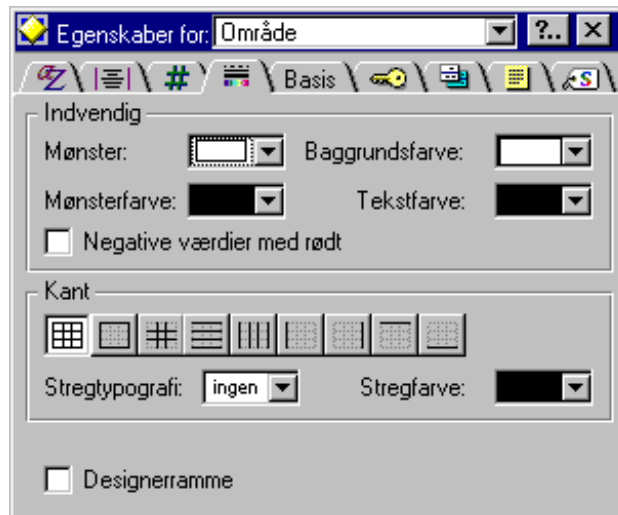 Egenskaber for: Område ?..
Basis
Indvendig
Mønster: Baggrundsfarve:
Mønsterfarve: Tekstfarve:
Negative værdier med rødt
Kant
Stregtypografi: ingen Stregfarve:
Designerramme